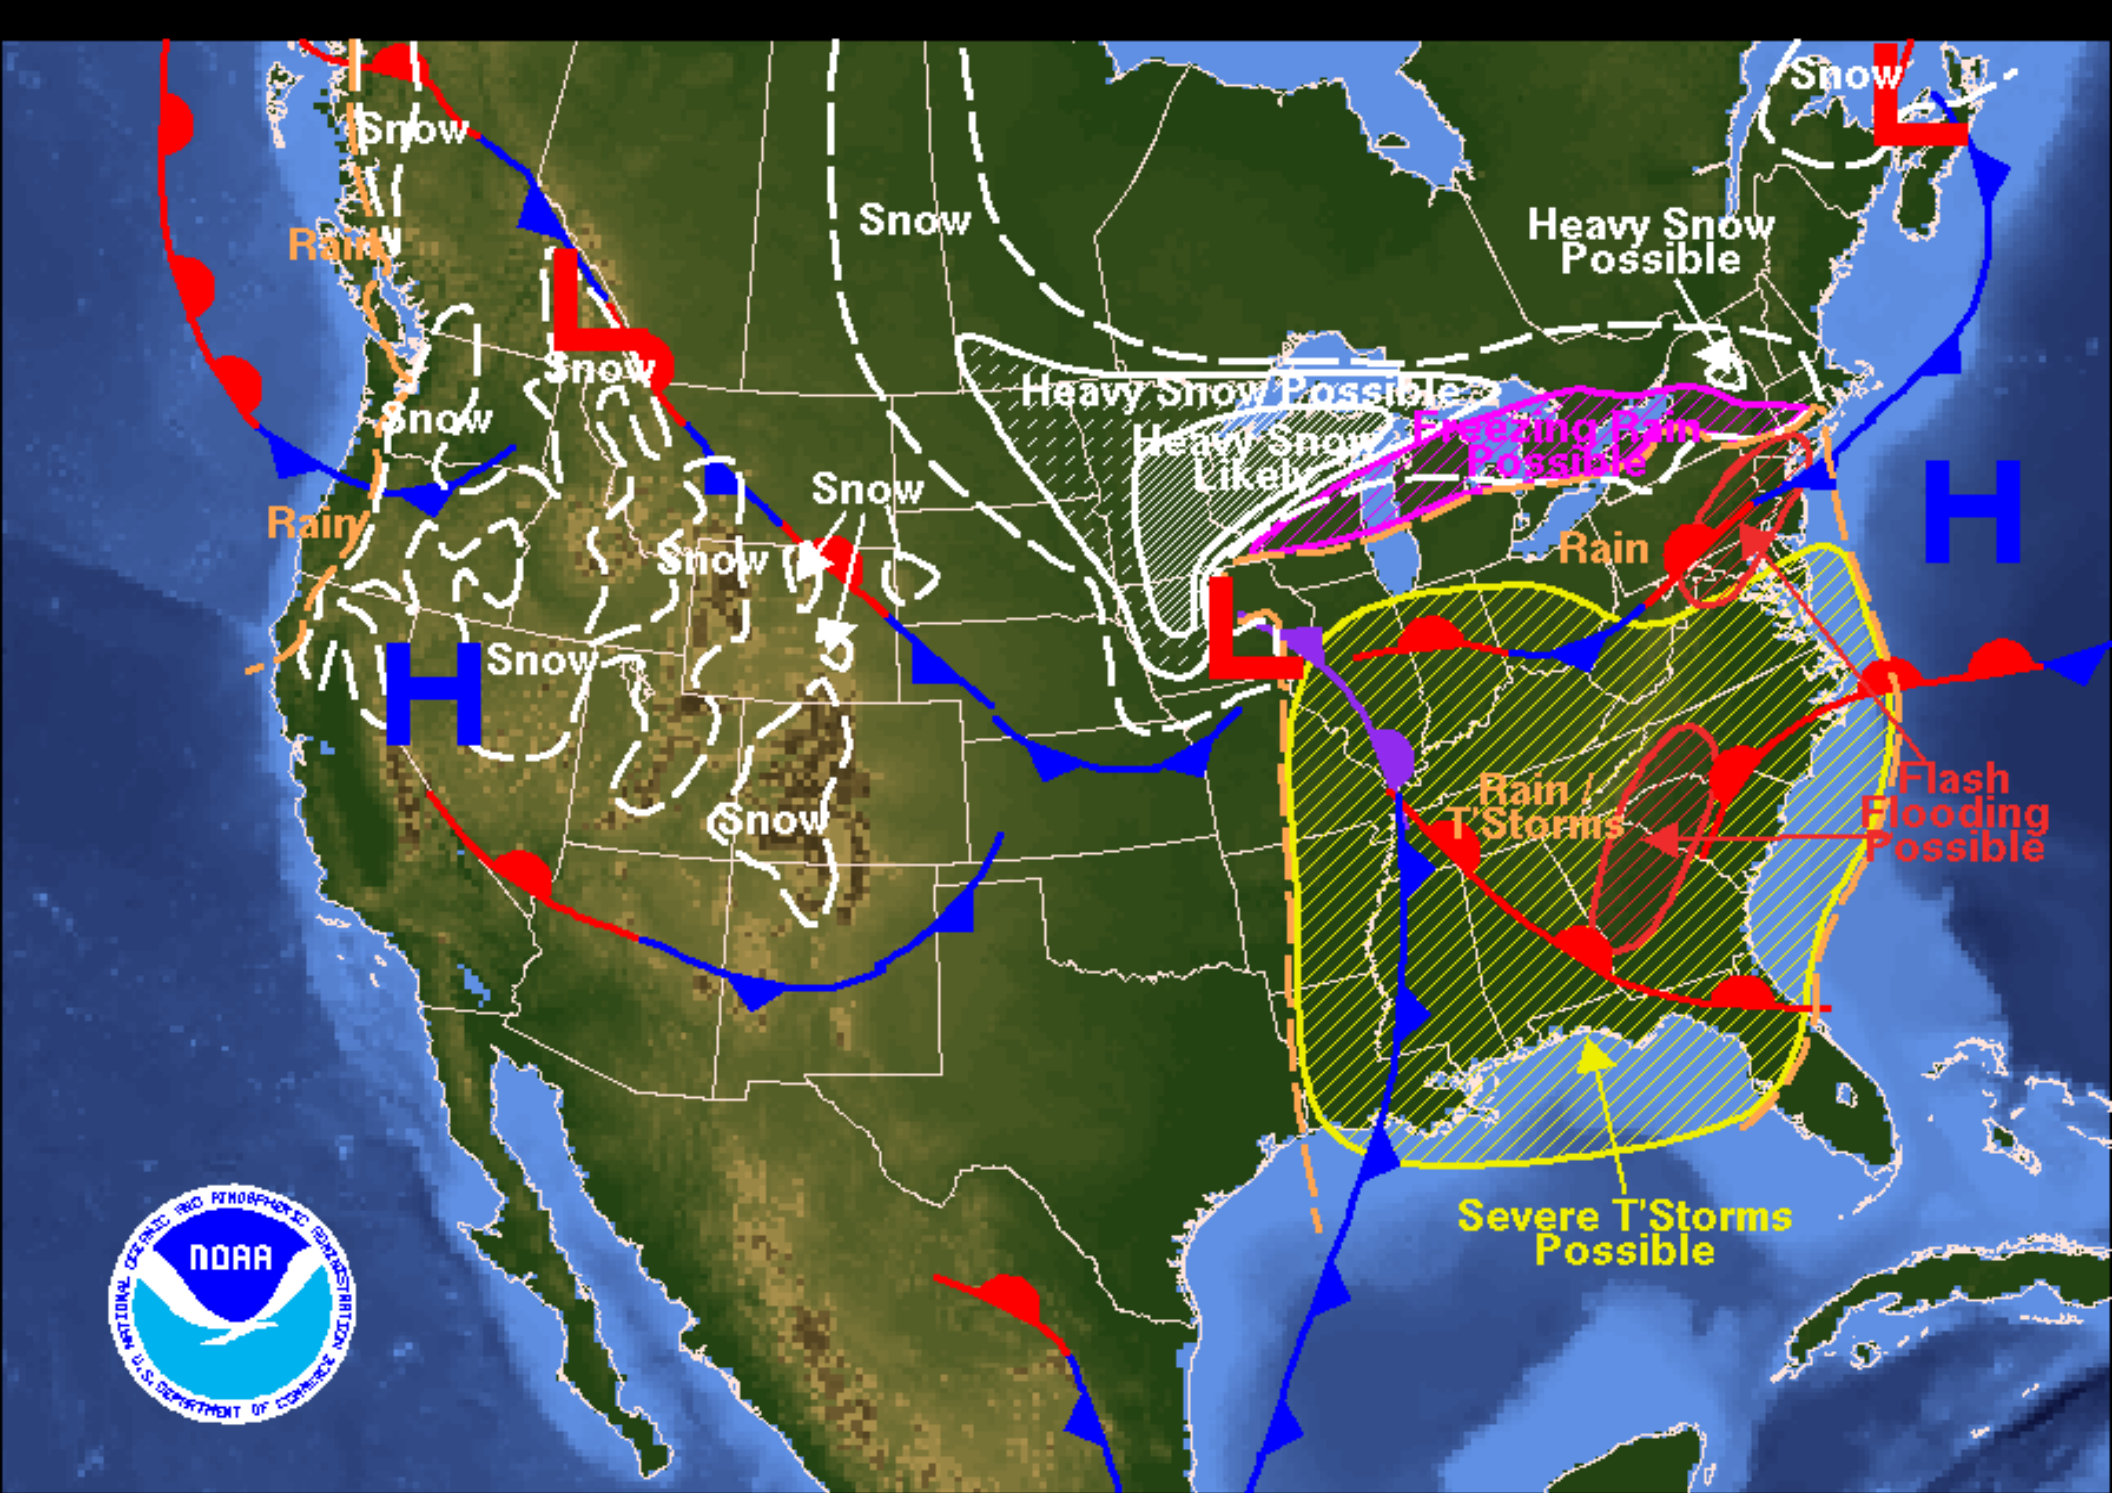 Snow
Snow
Snow
Heavy Snow
Possible
Rain
Snow
Heavy Snow Possible
Snow
Freezing Rain
Possible
Heavy Snow
Likely
Snow
Rain
Rain
Snow
Snow
H
L
L
L
H
Flash
Flooding
Possible
Rain /
T'Storms
Snow
Severe T'Storms
Possible
NOAA
NATIONAL OCEANIC AND ATMOSPHERIC ADMINISTRATION
U.S. DEPARTMENT OF COMMERCE